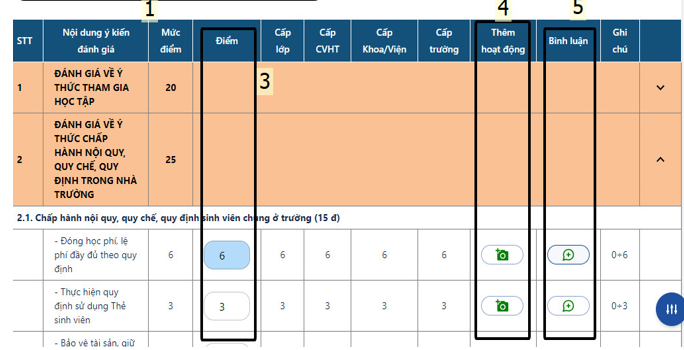 1
4
5
STT
Nội dung ý kiến
đánh giá
Mức
điểm
Điểm
Cấp
lớp
Cấp
CVHT
Cấp
Khoa/Viện
Cấp
trường
Thêm
hoạt động
Bình luận
Ghi
chú
3
1
ĐÁNH GIÁ VỀ Ý
THỨC THAM GIA
HỌC TẬP
20
2
ĐÁNH GIÁ VỀ Ý
THỨC CHẤP
HÀNH NỘI QUY,
QUY CHẾ, QUY
ĐỊNH TRONG NHÀ
TRƯỜNG
25
2.1. Chấp hành nội quy, quy chế, quy định sinh viên chung ở trường (15 đ)
- Đóng học phí, lệ
phí đầy đủ theo quy
định
6 6 6 6 6 6 0÷6
- Thực hiện quy
định sử dụng Thẻ
sinh viên
3 3 3 3 3 3 0÷3
- Bảo vệ tài sản, giữ